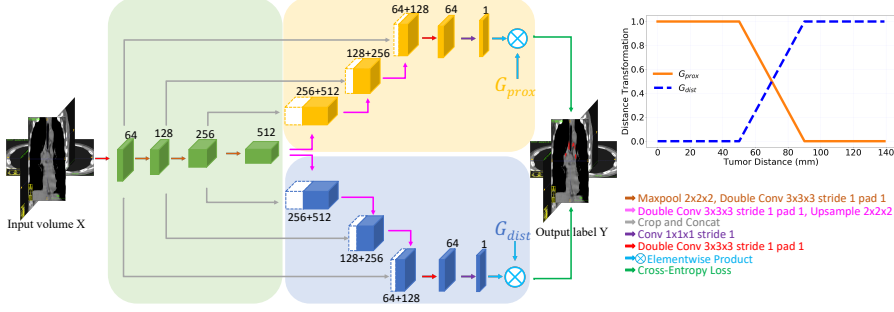 64
128
256
512
Input volume X
64+128
64
1
128+256
256+512
G_prox
256+512
128+256
64+128
64
1
G_dist
Output label Y
Distance Transformation
1.0
0.8
0.6
0.4
0.2
0.0
G_prox
G_dist
0 20 40 60 80 100 120 140
Tumor Distance (mm)
Maxpool 2x2x2, Double Conv 3x3x3 stride 1 pad 1
Double Conv 3x3x3 stride 1 pad 1, Upsample 2x2x2
Crop and Concat
Conv 1x1x1 stride 1
Double Conv 3x3x3 stride 1 pad 1
Elementwise Product
Cross-Entropy Loss